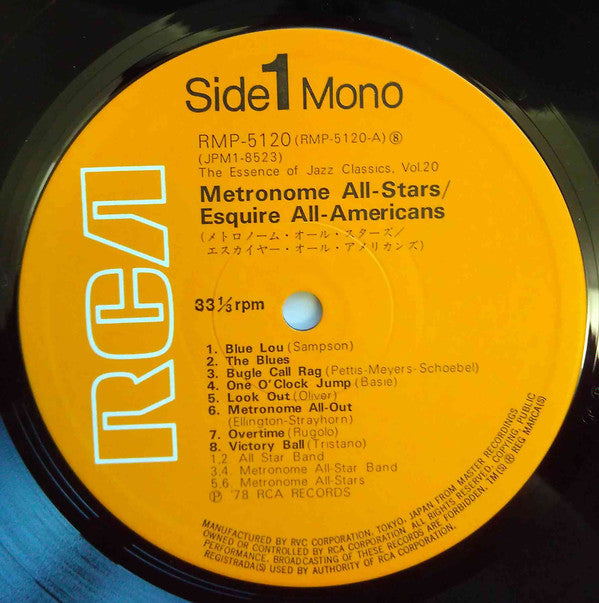 Side 1 Mono
RMP-5120 (RMP-5120-A) ⑧
(JPM1-8523)
The Essence of Jazz Classics, Vol.20
Metronome All-Stars/
Esquire All-Americans
(メトロノーム・オール・スターズ/
エスカイヤー・オール・アメリカンズ)
RCA
33 1/3 rpm
1. Blue Lou (Sampson)
2. The Blues
3. Bugle Call Rag (Pettis-Meyers-Schoebel)
4. One O'Clock Jump (Basie)
5. Look Out (Oliver)
6. Metronome All-Out
(Ellington-Strayhorn)
7. Overtime (Rugolo)
8. Victory Ball (Tristano)
1.2. All Star Band
3.4. Metronome All-Star Band
5.6. Metronome All-Stars
Ⓟ '78 RCA RECORDS
MANUFACTURED BY RVC CORPORATION, TOKYO, JAPAN FROM MASTER RECORDINGS
OWNED OR CONTROLLED BY RCA CORPORATION. ALL RIGHTS RESERVED. COPYING, PUBLIC
PERFORMANCE, BROADCASTING OF THESE RECORDS ARE FORBIDDEN. TM(S) ® REG MARCA(S)
REGISTRADA(S) USED BY AUTHORITY OF RCA CORPORATION.